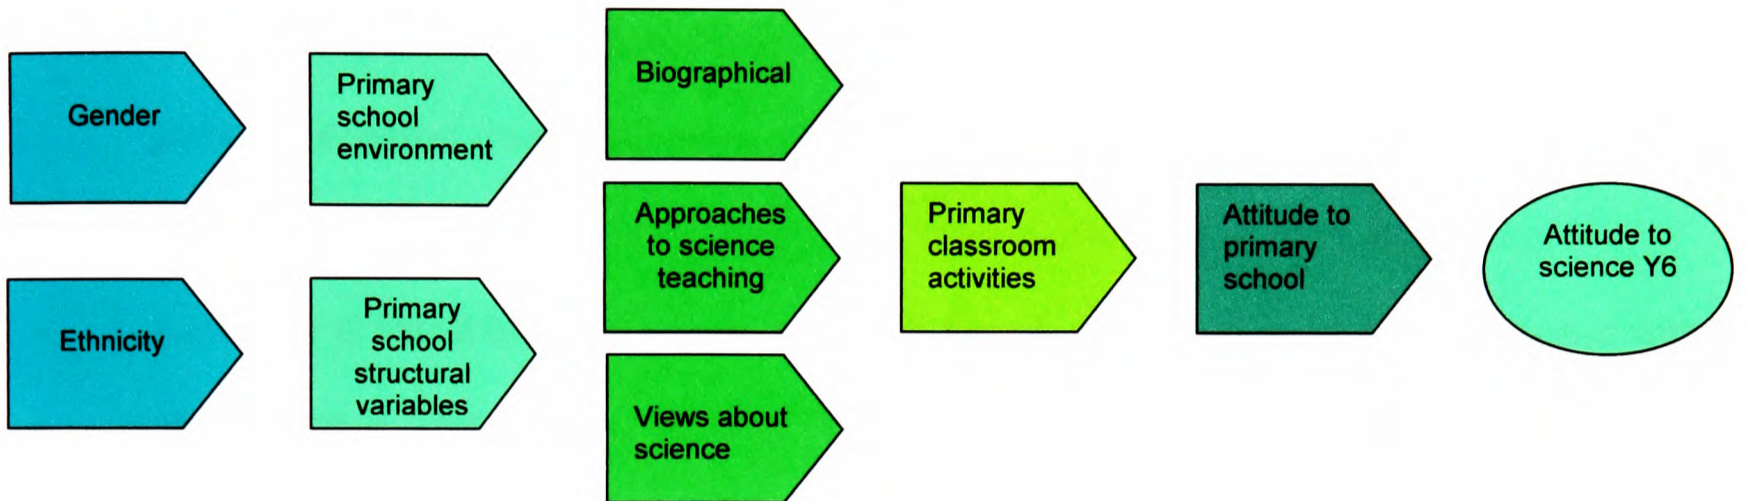 Gender
Ethnicity
Primary
school
environment
Primary
school
structural
variables
Biographical
Approaches
to science
teaching
Views about
science
Primary
classroom
activities
Attitude to
primary
school
Attitude to
science Y6